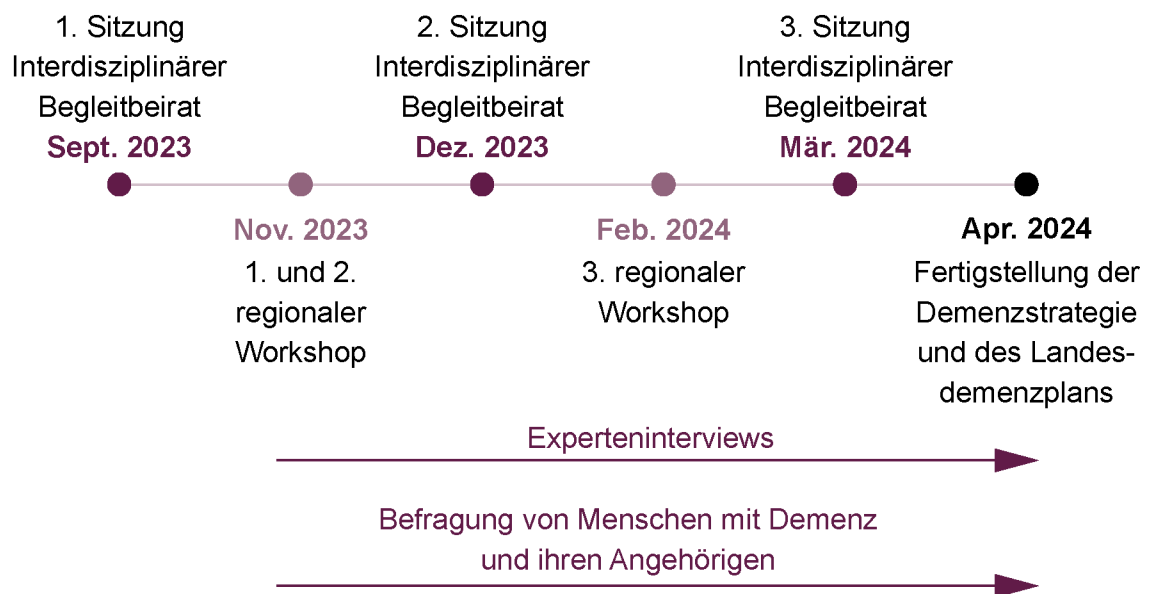 1. Sitzung
Interdisziplinärer
Begleitbeirat
Sept. 2023
2. Sitzung
Interdisziplinärer
Begleitbeirat
Dez. 2023
3. Sitzung
Interdisziplinärer
Begleitbeirat
Mär. 2024
Nov. 2023
1. und 2.
regionaler
Workshop
Feb. 2024
3. regionaler
Workshop
Apr. 2024
Fertigstellung der
Demenzstrategie
und des Landes-
demenzplans
Experteninterviews
Befragung von Menschen mit Demenz
und ihren Angehörigen